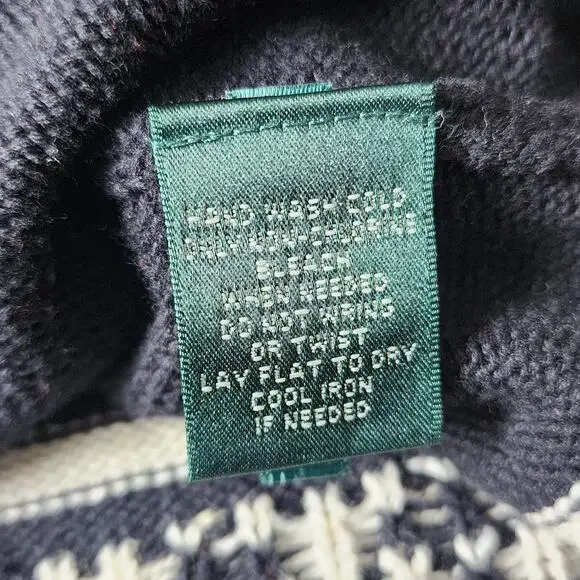 HAND WASH COLD
ONLY NON-CHLORINE
BLEACH
WHEN NEEDED
DO NOT WRING
OR TWIST
LAY FLAT TO DRY
COOL IRON
IF NEEDED